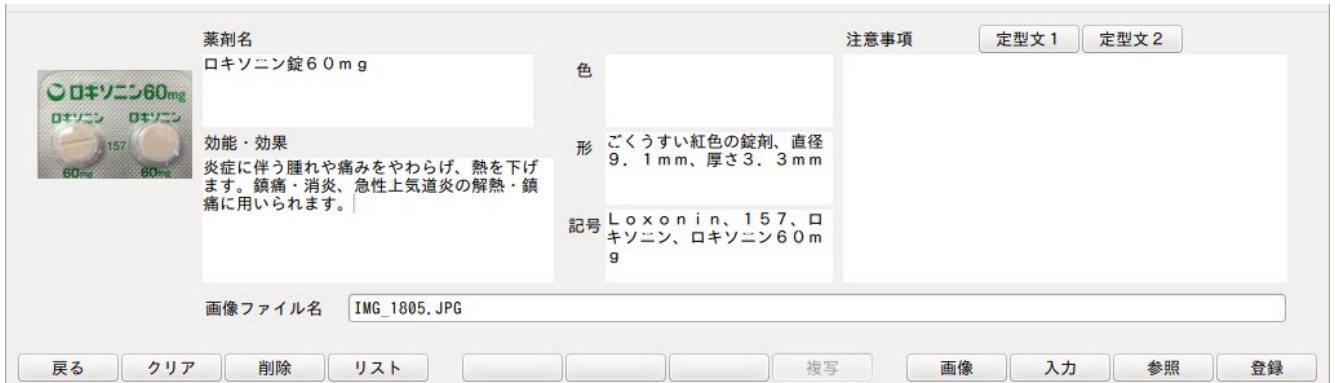 薬剤名
ロキソニン錠60mg
ロキソニン60mg
ロキソニン ロキソニン
157
60mg 60mg
効能・効果
炎症に伴う腫れや痛みをやわらげ、熱を下げ
ます。鎮痛・消炎、急性上気道炎の解熱・鎮
痛に用いられます。
色
形
ごくうすい紅色の錠剤、直径
9.1mm、厚さ3.3mm
記号
Loxonin、157、ロ
キソニン、ロキソニン60m
g
注意事項 定型文1 定型文2
画像ファイル名 IMG_1805.JPG
戻る クリア 削除 リスト 複写 画像 入力 参照 登録